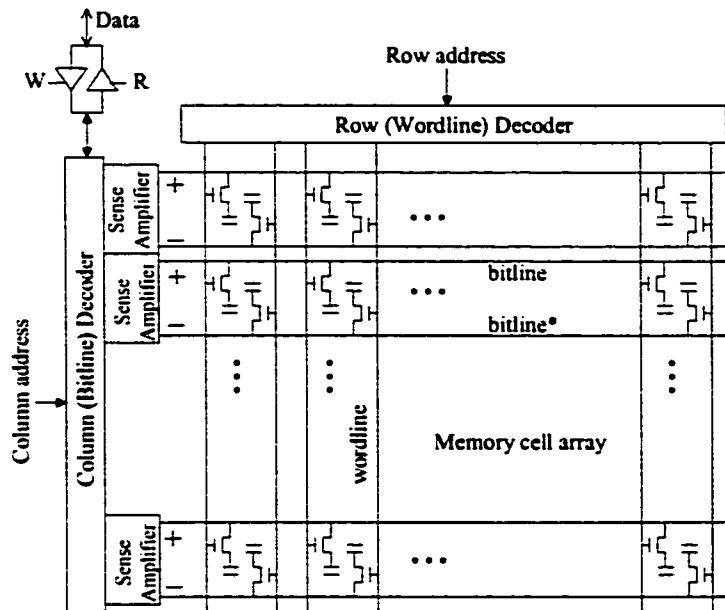 Data
W R
Row address
Row (Wordline) Decoder
Sense
Amplifier
+
−
•••
Sense
Amplifier
+
−
•••
bitline
bitline*
Column address
Column (Bitline) Decoder
wordline
Memory cell array
Sense
Amplifier
+
−
•••